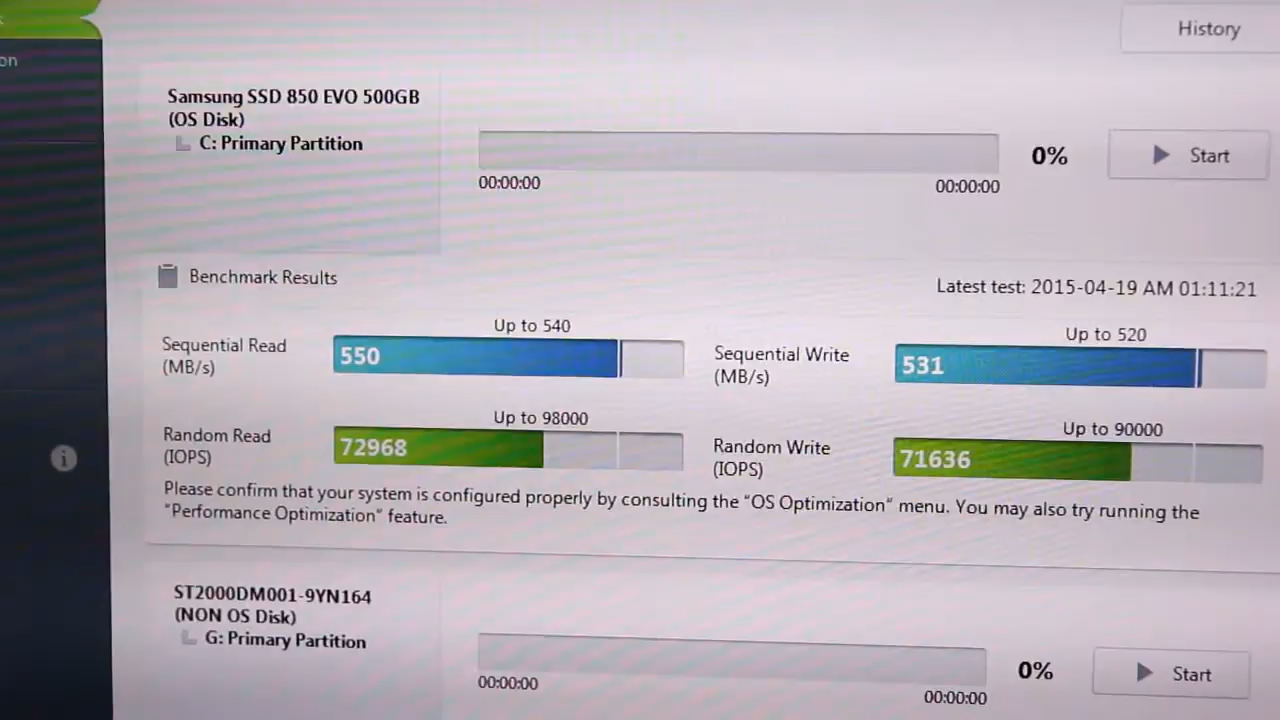 on
History
Samsung SSD 850 EVO 500GB
(OS Disk)
C: Primary Partition
0%
Start
00:00:00
00:00:00
Benchmark Results
Latest test: 2015-04-19 AM 01:11:21
Sequential Read
(MB/s)
Up to 540
550
Sequential Write
(MB/s)
Up to 520
531
Random Read
(IOPS)
Up to 98000
72968
Random Write
(IOPS)
Up to 90000
71636
Please confirm that your system is configured properly by consulting the "OS Optimization" menu. You may also try running the
"Performance Optimization" feature.
ST2000DM001-9YN164
(NON OS Disk)
G: Primary Partition
0%
Start
00:00:00
00:00:00